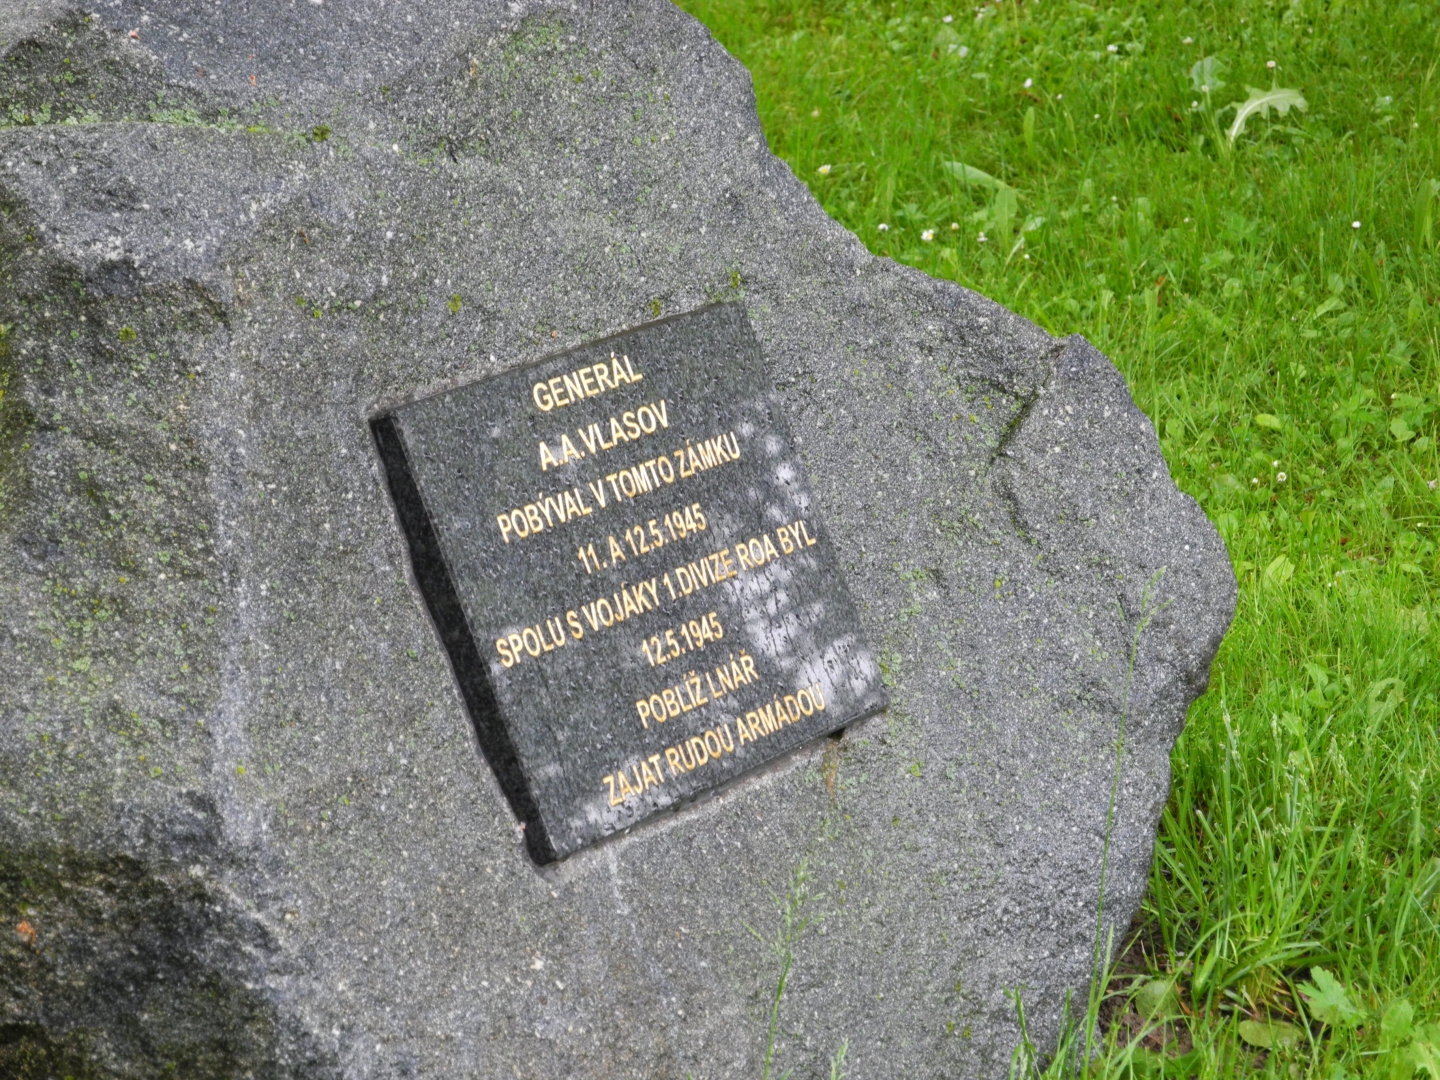 GENERÁL
A.A.VLASOV
POBÝVAL V TOMTO ZÁMKU
11. A 12.5.1945
SPOLU S VOJÁKY 1.DIVIZE ROA BYL
12.5.1945
POBLÍŽ LNÁŘ
ZAJAT RUDOU ARMÁDOU